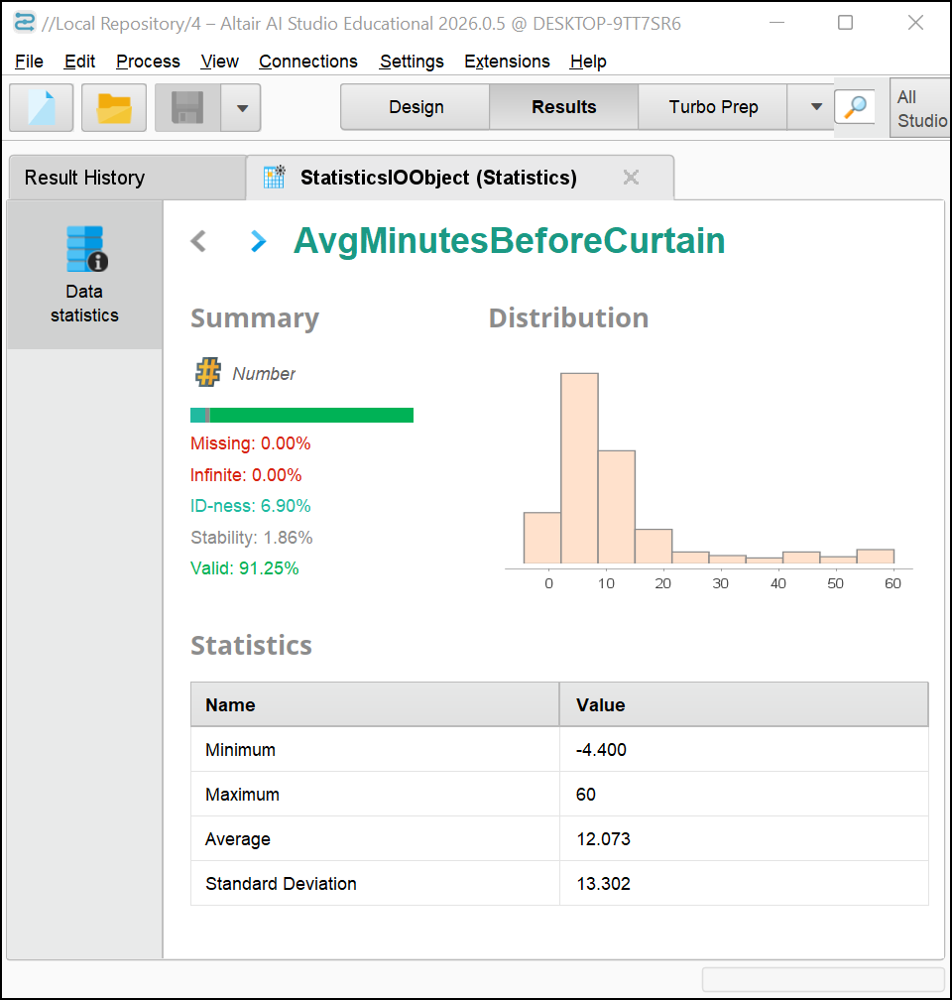 //Local Repository/4 – Altair AI Studio Educational 2026.0.5 @ DESKTOP-9TT7SR6
File Edit Process View Connections Settings Extensions Help
Design Results Turbo Prep
All
Studio
Result History StatisticsIOObject (Statistics)
Data
statistics
AvgMinutesBeforeCurtain
Summary Distribution
# Number
Missing: 0.00%
Infinite: 0.00%
ID-ness: 6.90%
Stability: 1.86%
Valid: 91.25%
0 10 20 30 40 50 60
Statistics
Name Value
Minimum -4.400
Maximum 60
Average 12.073
Standard Deviation 13.302